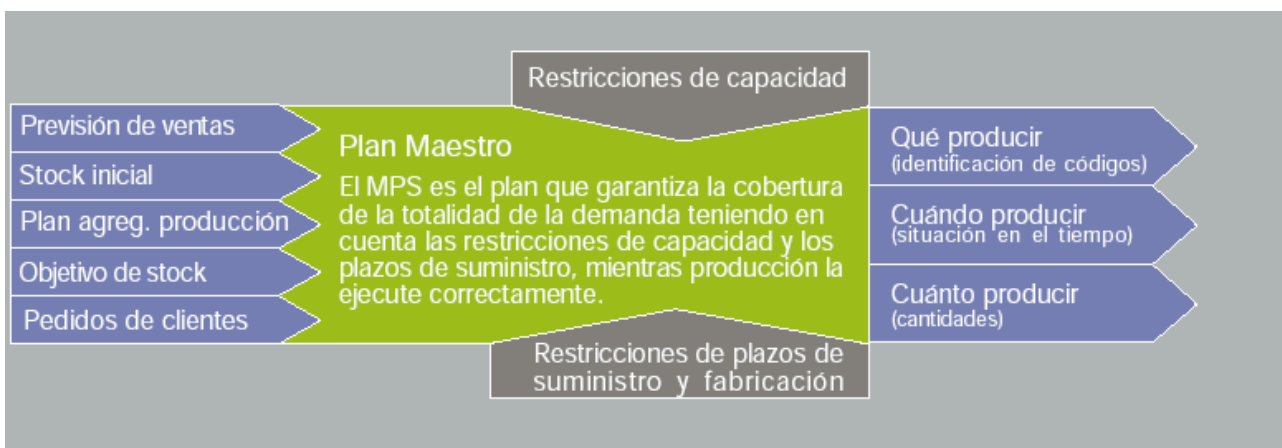 Restricciones de capacidad
Previsión de ventas
Stock inicial
Plan agreg. producción
Objetivo de stock
Pedidos de clientes
Plan Maestro
El MPS es el plan que garantiza la cobertura
de la totalidad de la demanda teniendo en
cuenta las restricciones de capacidad y los
plazos de suministro, mientras producción la
ejecute correctamente.
Qué producir
(identificación de códigos)
Cuándo producir
(situación en el tiempo)
Cuánto producir
(cantidades)
Restricciones de plazos de
suministro y fabricación